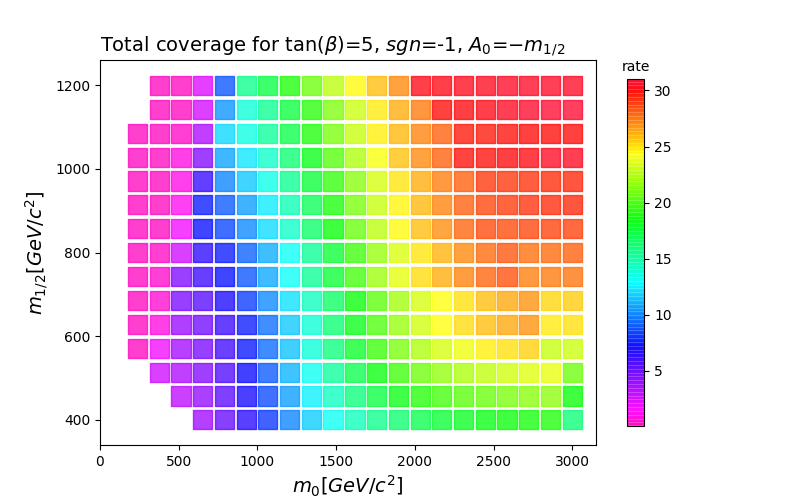 Total coverage for tan(β)=5, sgn=-1, A₀=−m₁/₂
rate
1200
1000
800
600
400
m₁/₂[GeV/c²]
30
25
20
15
10
5
0 500 1000 1500 2000 2500 3000
m₀[GeV/c²]